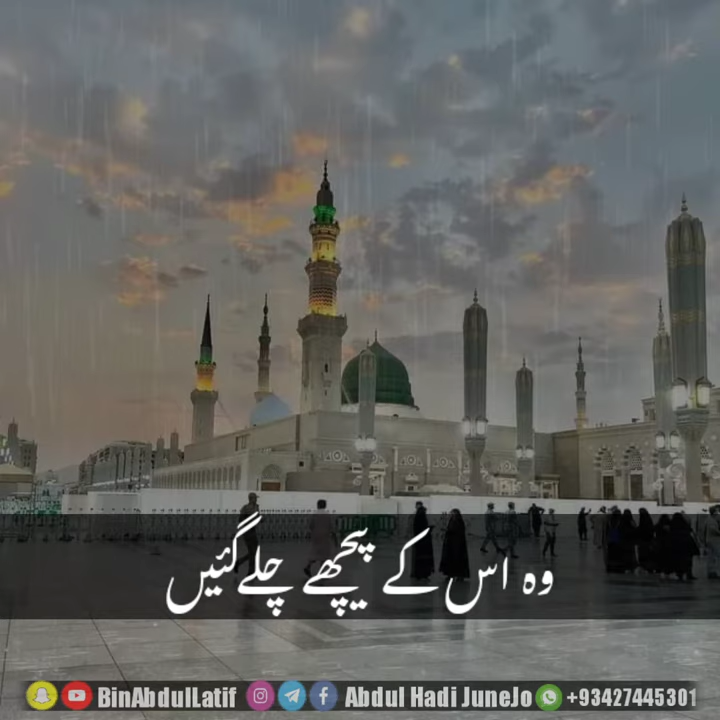 وہ اس کے پیچھے چلے گئیں
BinAbdulLatif Abdul Hadi JuneJo +93427445301